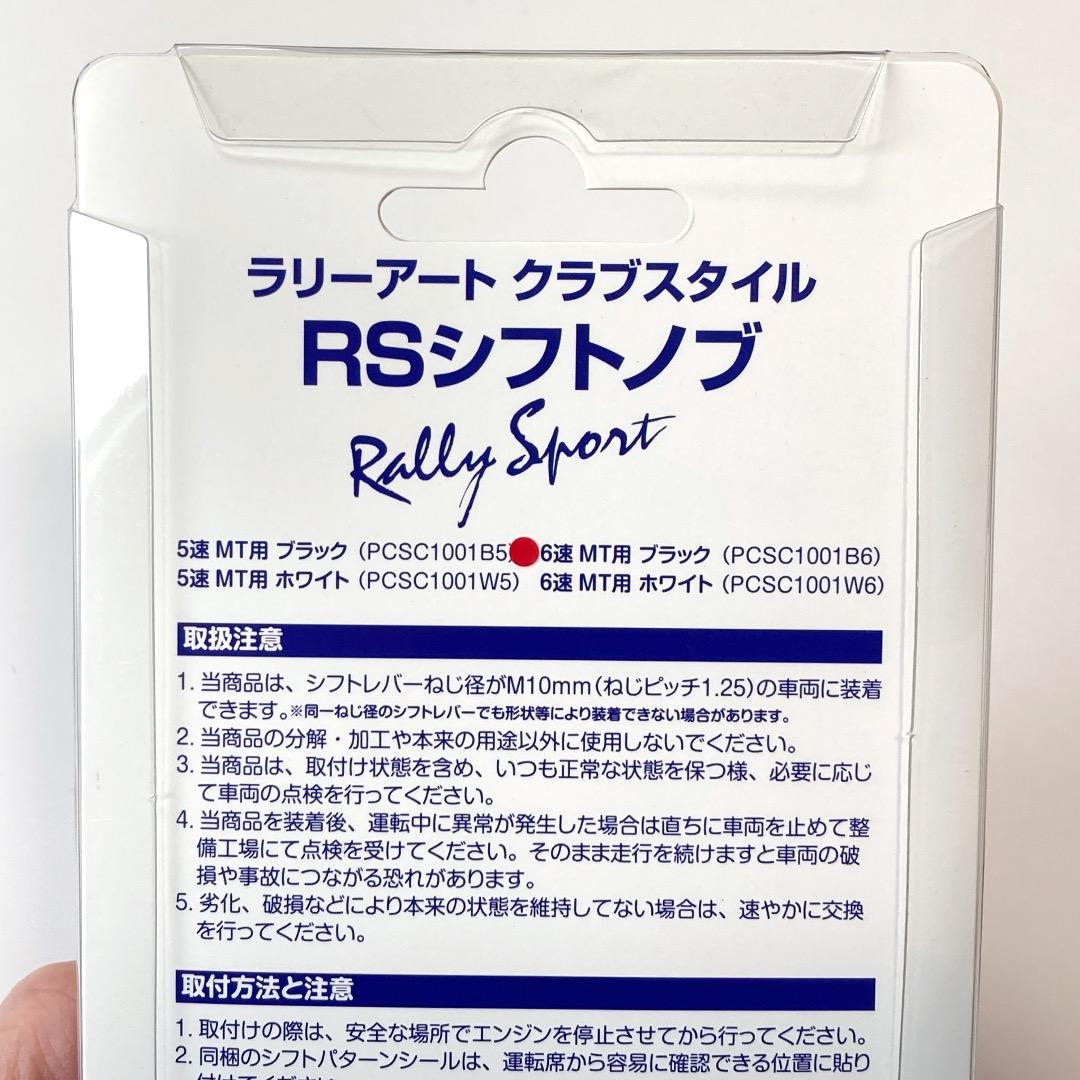 ラリーアート クラブスタイル
RSシフトノブ
Rally Sport
5速 MT用 ブラック（PCSC1001B5） 6速 MT用 ブラック（PCSC1001B6）
5速 MT用 ホワイト（PCSC1001W5） 6速 MT用 ホワイト（PCSC1001W6）
取扱注意
1. 当商品は、シフトレバーねじ径がM10mm（ねじピッチ1.25）の車両に装着
できます。※同一ねじ径のシフトレバーでも形状等により装着できない場合があります。
2. 当商品の分解・加工や本来の用途以外に使用しないでください。
3. 当商品は、取付け状態を含め、いつも正常な状態を保つ様、必要に応じ
て車両の点検を行ってください。
4. 当商品を装着後、運転中に異常が発生した場合は直ちに車両を止めて整
備工場にて点検を受けてください。そのまま走行を続けますと車両の破
損や事故につながる恐れがあります。
5. 劣化、破損などにより本来の状態を維持してない場合は、速やかに交換
を行ってください。
取付方法と注意
1. 取付けの際は、安全な場所でエンジンを停止させてから行ってください。
2. 同梱のシフトパターンシールは、運転席から容易に確認できる位置に貼り